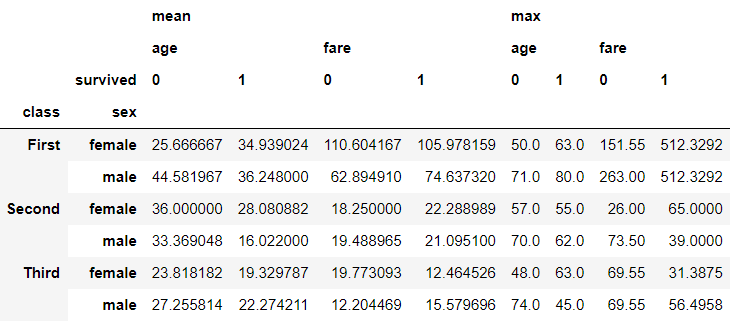 mean max
age fare age fare
survived 0 1 0 1 0 1 0 1
class sex
First female 25.666667 34.939024 110.604167 105.978159 50.0 63.0 151.55 512.3292
male 44.581967 36.248000 62.894910 74.637320 71.0 80.0 263.00 512.3292
Second female 36.000000 28.080882 18.250000 22.288989 57.0 55.0 26.00 65.0000
male 33.369048 16.022000 19.488965 21.095100 70.0 62.0 73.50 39.0000
Third female 23.818182 19.329787 19.773093 12.464526 48.0 63.0 69.55 31.3875
male 27.255814 22.274211 12.204469 15.579696 74.0 45.0 69.55 56.4958